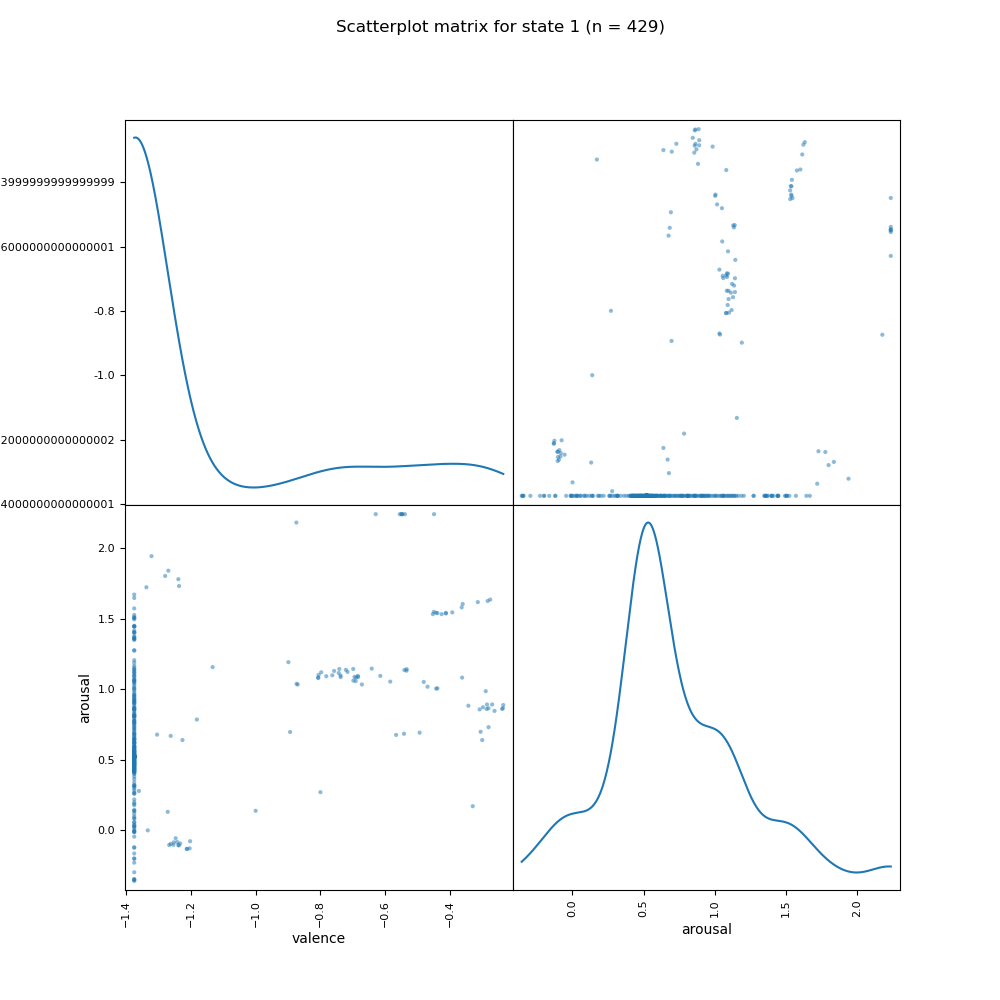 Scatterplot matrix for state 1 (n = 429)
3999999999999999
6000000000000001
-0.8
-1.0
2000000000000002
4000000000000001
arousal
2.0
1.5
1.0
0.5
0.0
−1.4 −1.2 −1.0 −0.8 −0.6 −0.4
valence
0.0 0.5 1.0 1.5 2.0
arousal